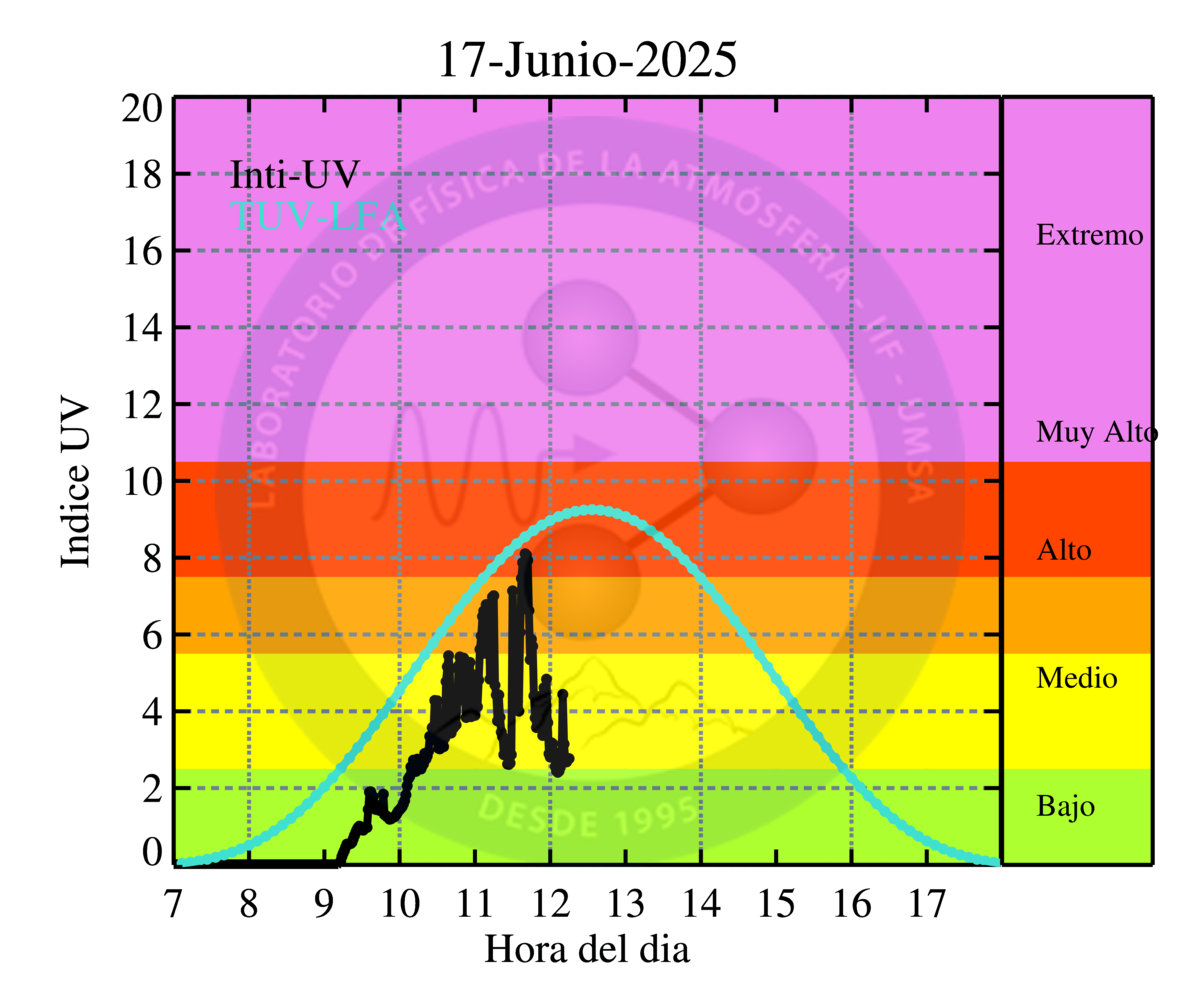 17-Junio-2025
20
18
16
14
12
10
8
6
4
2
0
Indice UV
Inti-UV
TUV-LFA
LABORATORIO DE FÍSICA DE LA ATMÓSFERA - IIF - UMSA
DESDE 1995
Extremo
Muy Alto
Alto
Medio
Bajo
7 8 9 10 11 12 13 14 15 16 17
Hora del dia